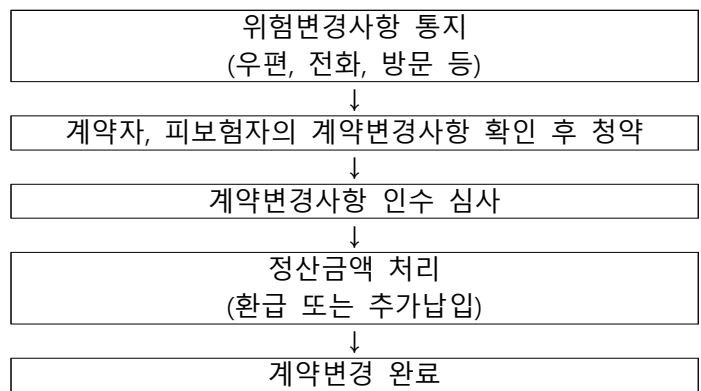 위험변경사항 통지
(우편, 전화, 방문 등)
↓
계약자, 피보험자의 계약변경사항 확인 후 청약
↓
계약변경사항 인수 심사
↓
정산금액 처리
(환급 또는 추가납입)
↓
계약변경 완료